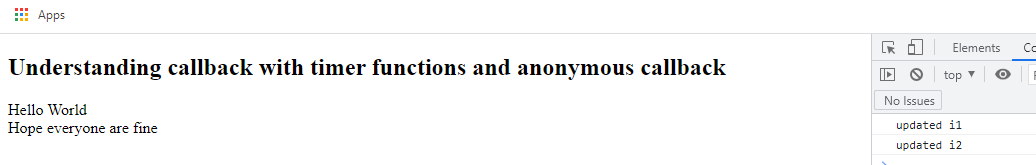 Apps
Understanding callback with timer functions and anonymous callback
Hello World
Hope everyone are fine
Elements
top
No Issues
updated i1
updated i2